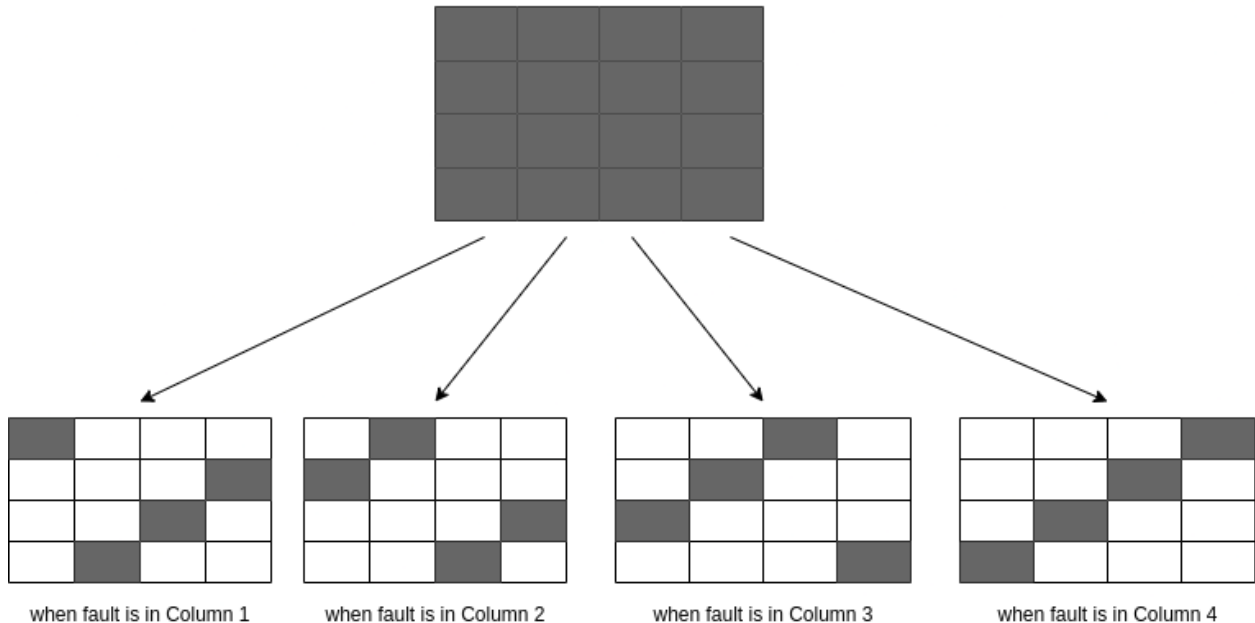 when fault is in Column 1
when fault is in Column 2
when fault is in Column 3
when fault is in Column 4